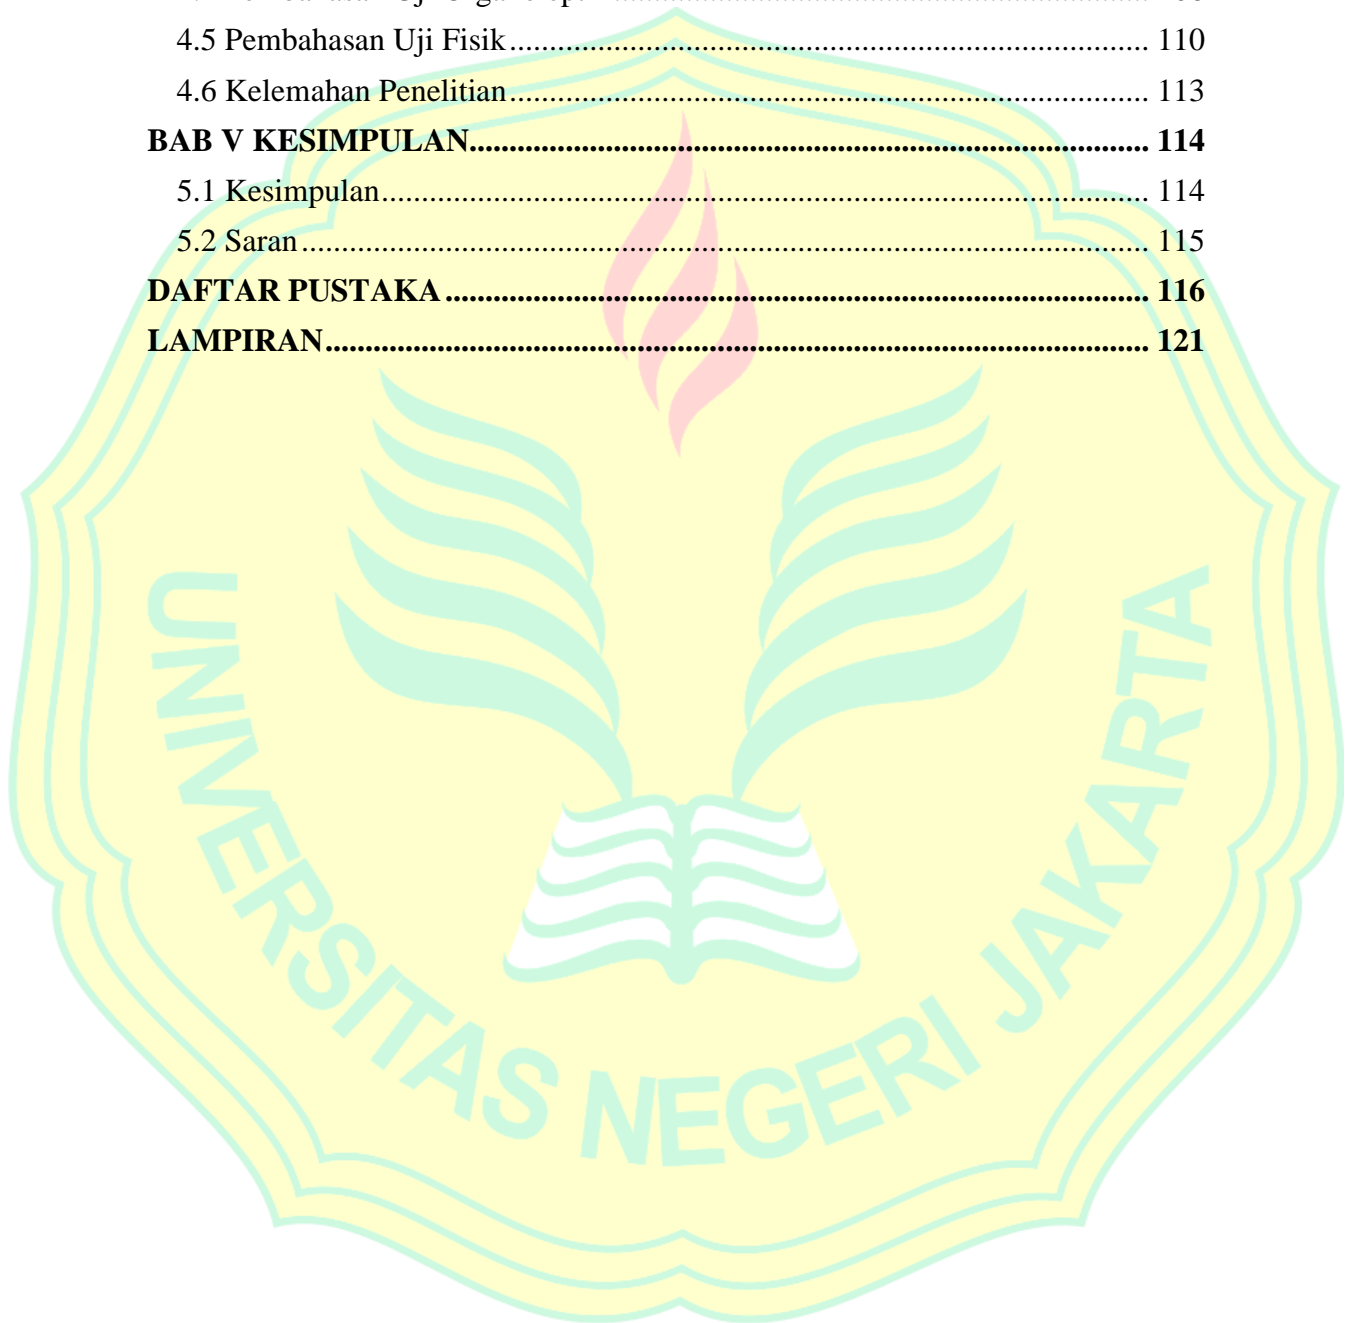 4.5 Pembahasan Uji Fisik........................................................................ 110
4.6 Kelemahan Penelitian........................................................................ 113
BAB V KESIMPULAN........................................................................ 114
5.1 Kesimpulan........................................................................ 114
5.2 Saran........................................................................ 115
DAFTAR PUSTAKA........................................................................ 116
LAMPIRAN........................................................................ 121
UNIVERSITAS NEGERI JAKARTA